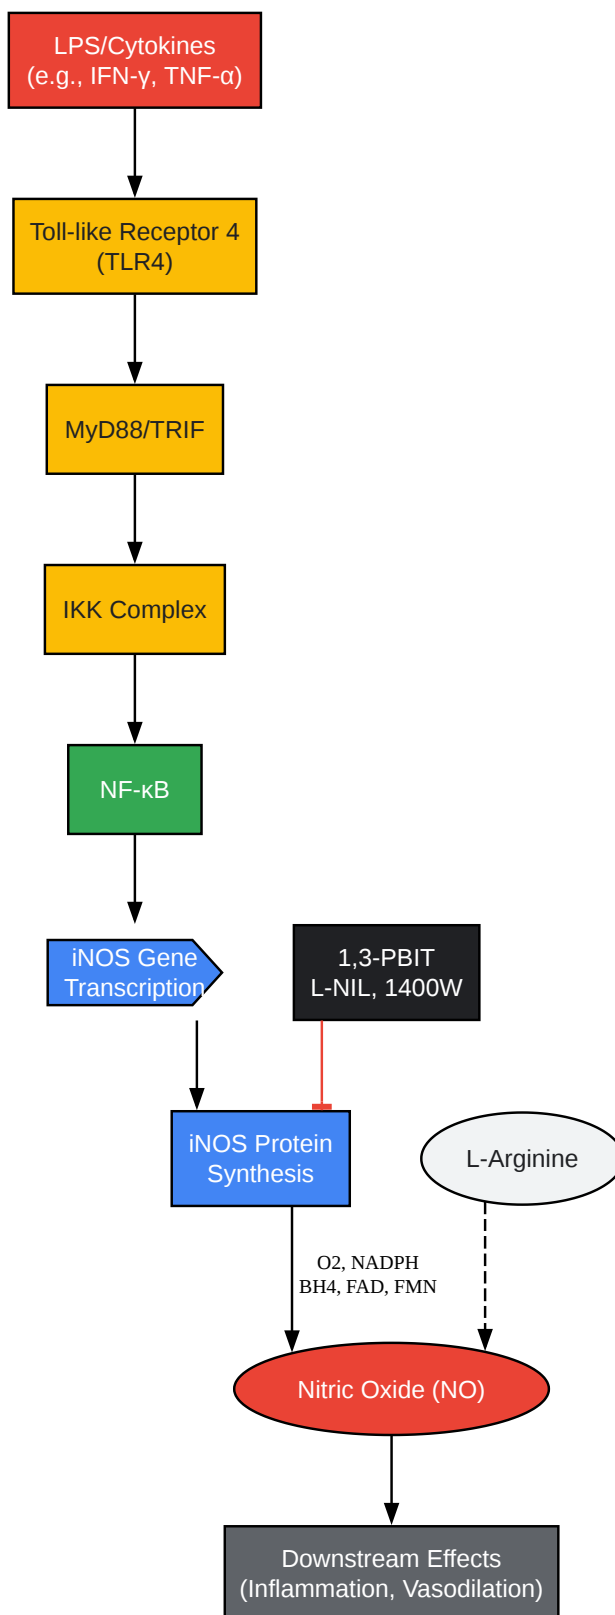 LPS/Cytokines
(e.g., IFN-γ, TNF-α)
Toll-like Receptor 4
(TLR4)
MyD88/TRIF
IKK Complex
NF-κB
iNOS Gene
Transcription
1,3-PBIT
L-NIL, 1400W
iNOS Protein
Synthesis
L-Arginine
O2, NADPH
BH4, FAD, FMN
Nitric Oxide (NO)
Downstream Effects
(Inflammation, Vasodilation)